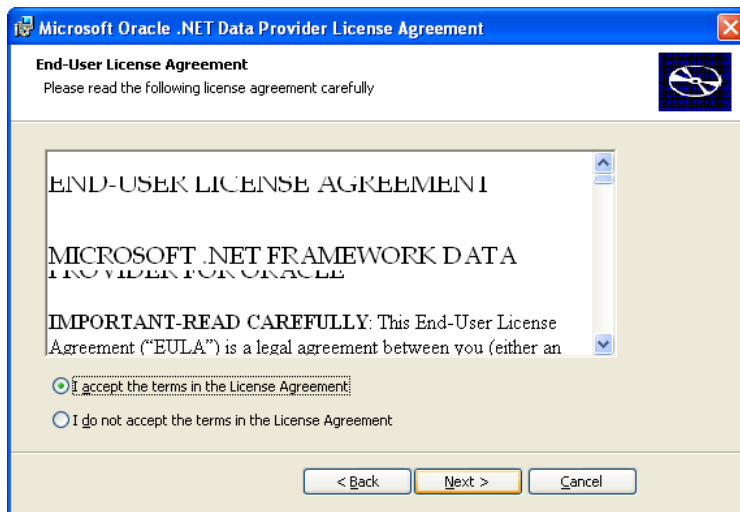 Microsoft Oracle .NET Data Provider License Agreement
End-User License Agreement
Please read the following license agreement carefully
END-USER LICENSE AGREEMENT
MICROSOFT .NET FRAMEWORK DATA
PROVIDER FOR ORACLE
IMPORTANT-READ CAREFULLY: This End-User License
Agreement (“EULA”) is a legal agreement between you (either an
I accept the terms in the License Agreement
I do not accept the terms in the License Agreement
< Back Next > Cancel